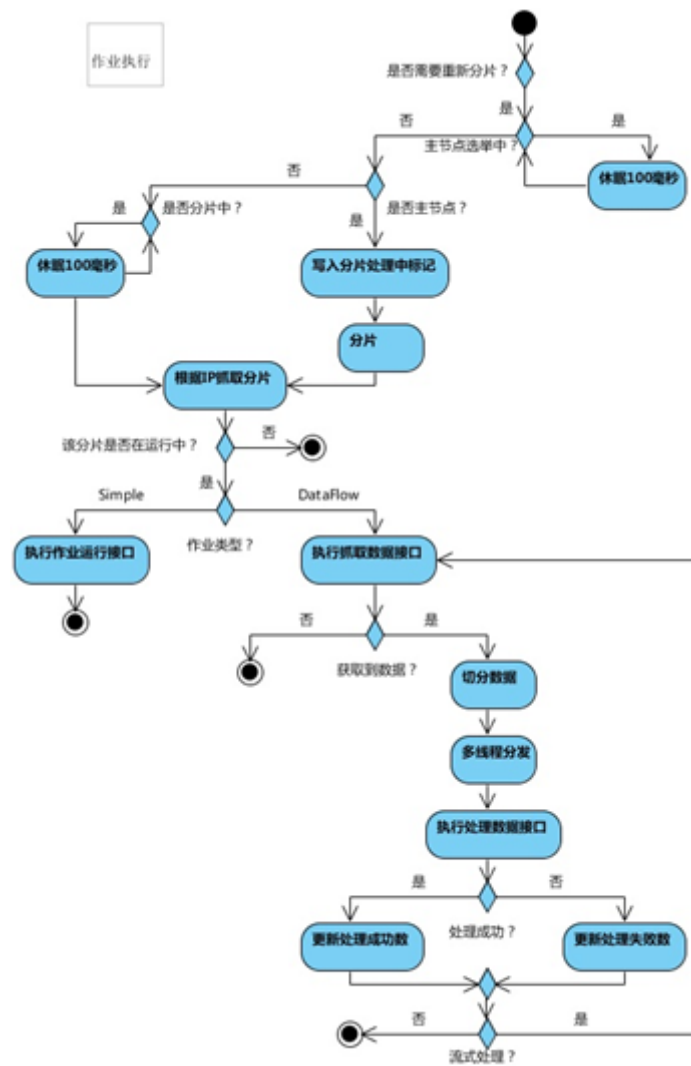 作业执行
是否需要重新分片？
是
否
是
主节点选举中？
休眠100毫秒
否
是
是否分片中？
是
是否主节点？
休眠100毫秒
写入分片处理中标记
分片
根据IP抓取分片
该分片是否在运行中？
否
是
Simple
DataFlow
作业类型？
执行作业运行接口
执行抓取数据接口
否
是
获取到数据？
切分数据
多线程分发
执行处理数据接口
是
否
处理成功？
更新处理成功数
更新处理失败数
否
是
流式处理？